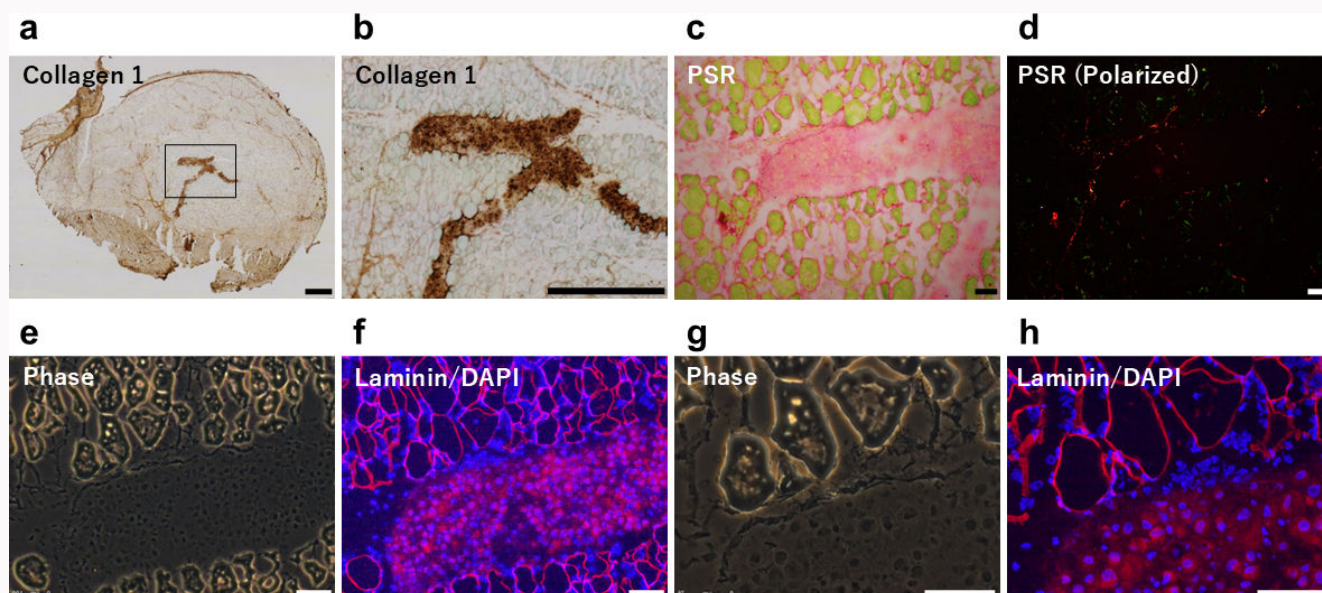 a
b
c
d
Collagen 1
Collagen 1
PSR
PSR (Polarized)
e
f
g
h
Phase
Laminin/DAPI
Phase
Laminin/DAPI